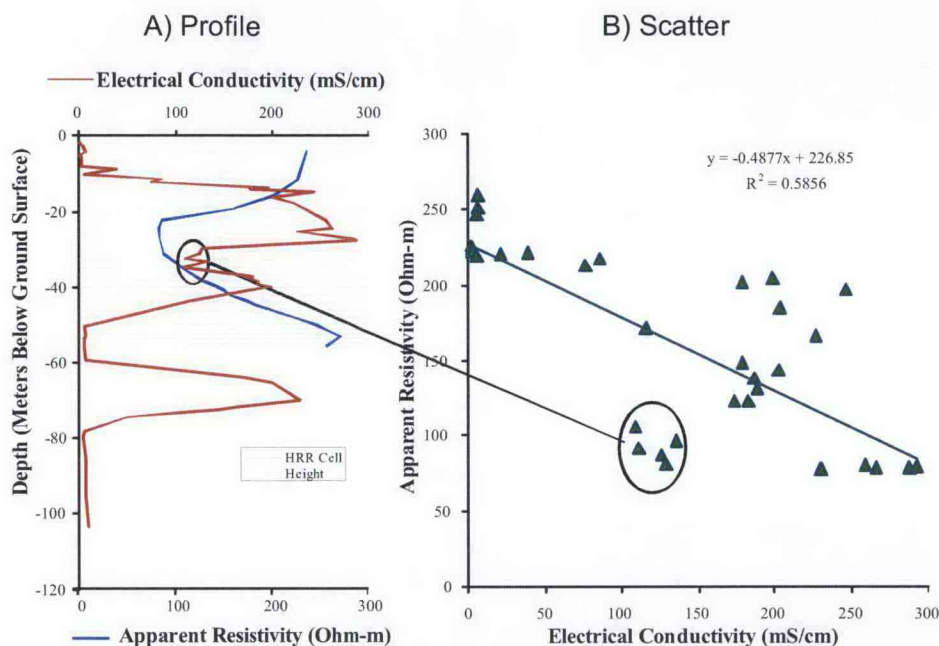 A) Profile
B) Scatter
Electrical Conductivity (mS/cm)
0 100 200 300
0
-20
-40
-60
-80
-100
-120
Depth (Meters Below Ground Surface)
HRR Cell
Height
0 100 200 300
Apparent Resistivity (Ohm-m)
300
250
200
150
100
50
0
Apparent Resistivity (Ohm-m)
y = -0.4877x + 226.85
R² = 0.5856
0 50 100 150 200 250 300
Electrical Conductivity (mS/cm)